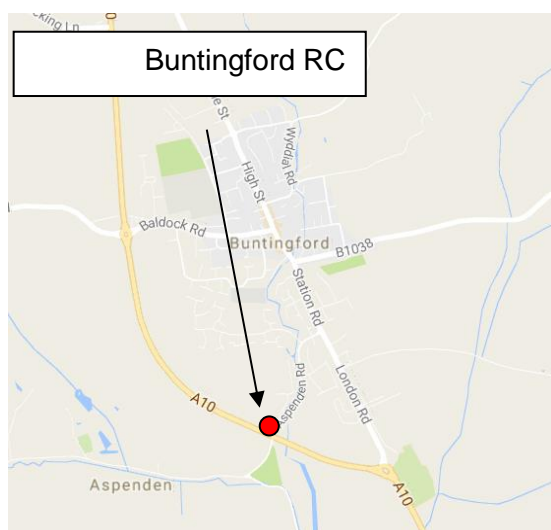 Buntingford RC
High St
Wyddial Rd
Baldock Rd
Buntingford
B1038
Station Rd
London Rd
Aspenden Rd
A10
Aspenden
A10